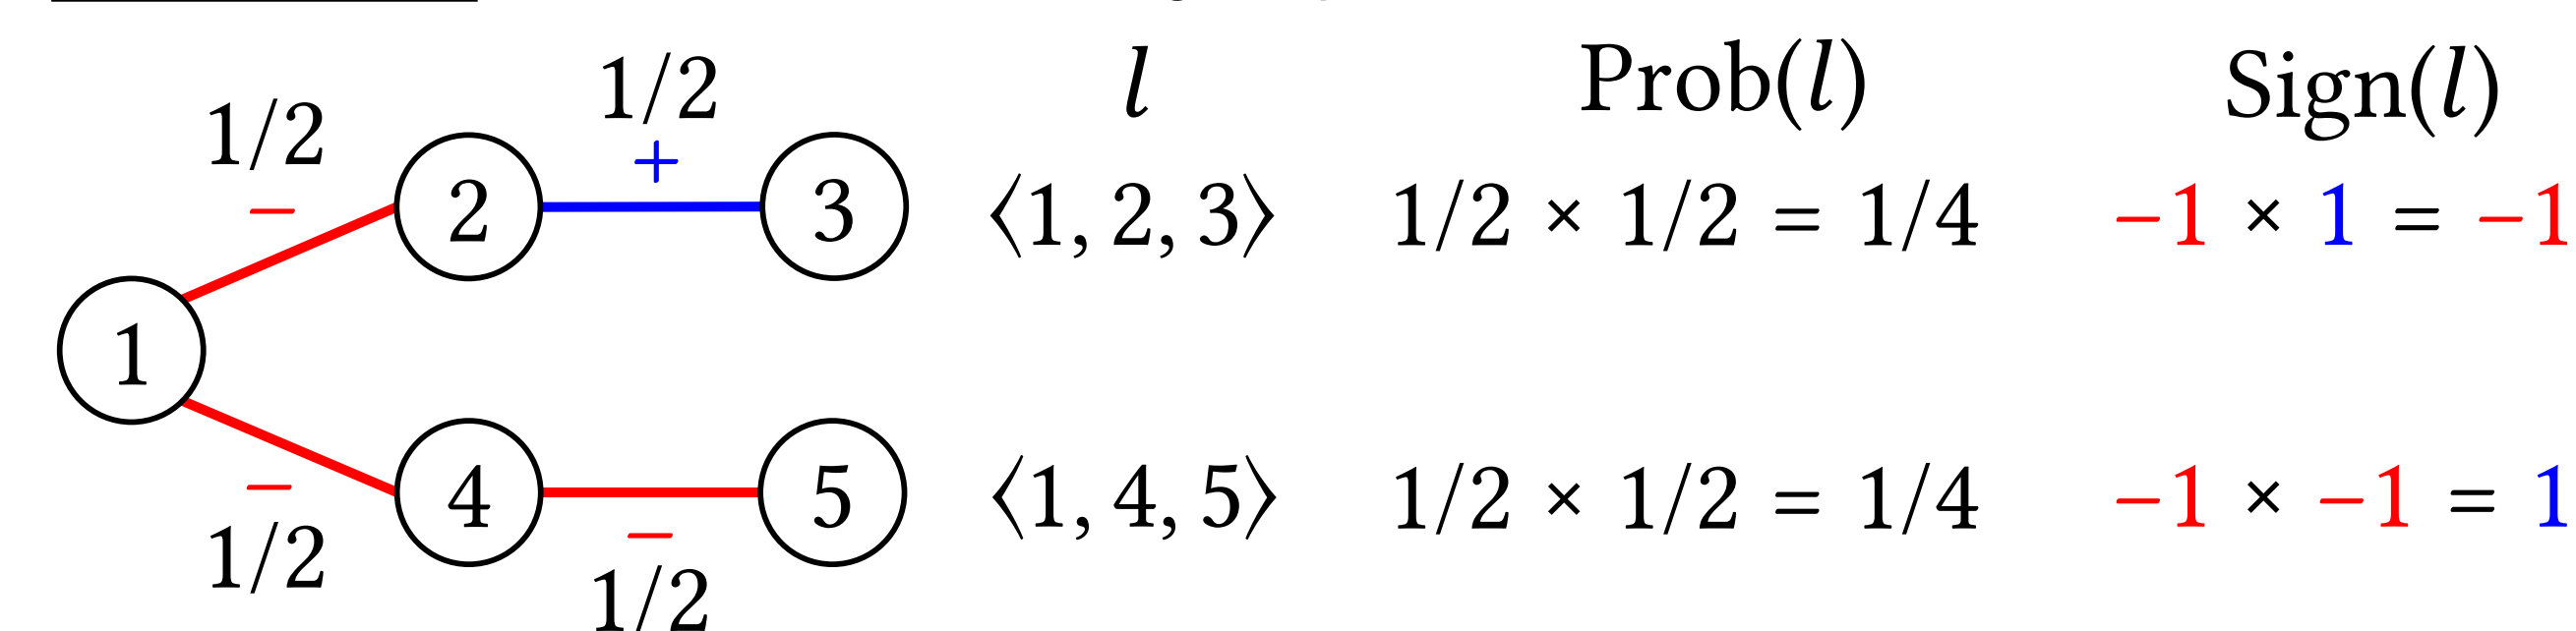 l Prob(l) Sign(l)
1/2 1/2
− +
2 3 ⟨1, 2, 3⟩ 1/2 × 1/2 = 1/4 −1 × 1 = −1
1
4 5 ⟨1, 4, 5⟩ 1/2 × 1/2 = 1/4 −1 × −1 = 1
− −
1/2 1/2